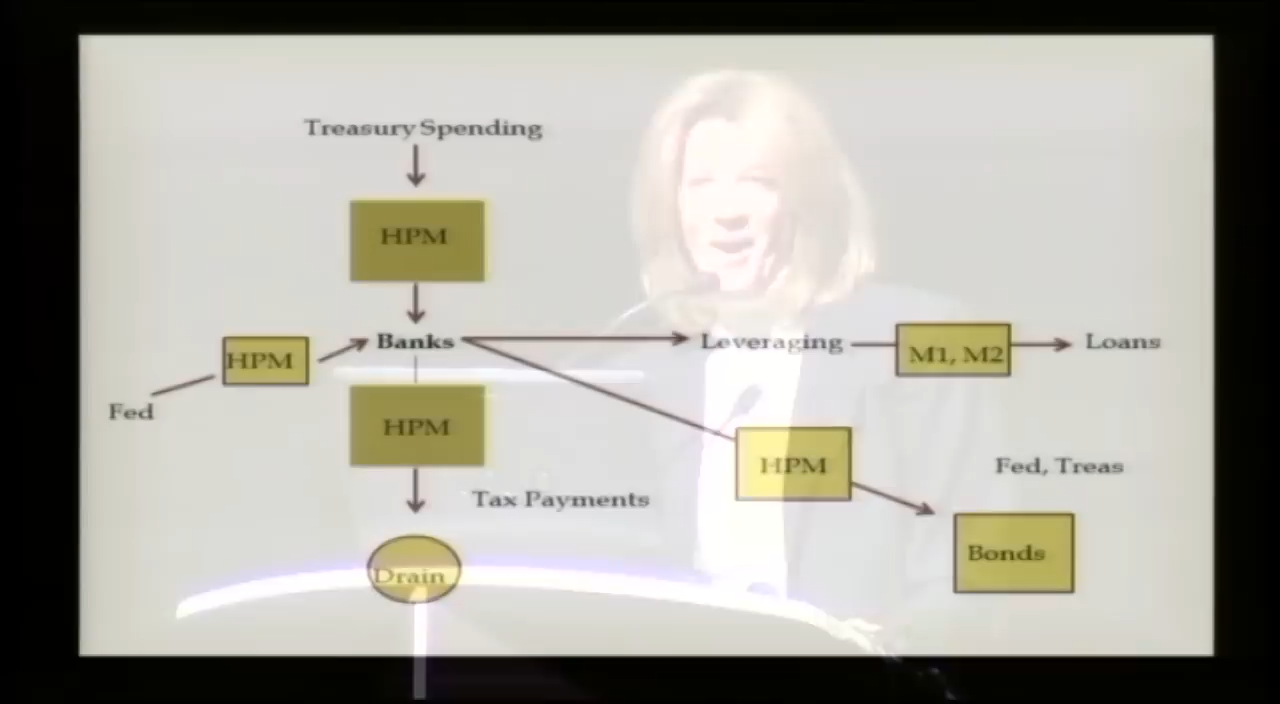 Treasury Spending
HPM
Banks
Leveraging
M1, M2
Loans
HPM
Fed
HPM
HPM
Fed, Treas
Tax Payments
Bonds
Drain